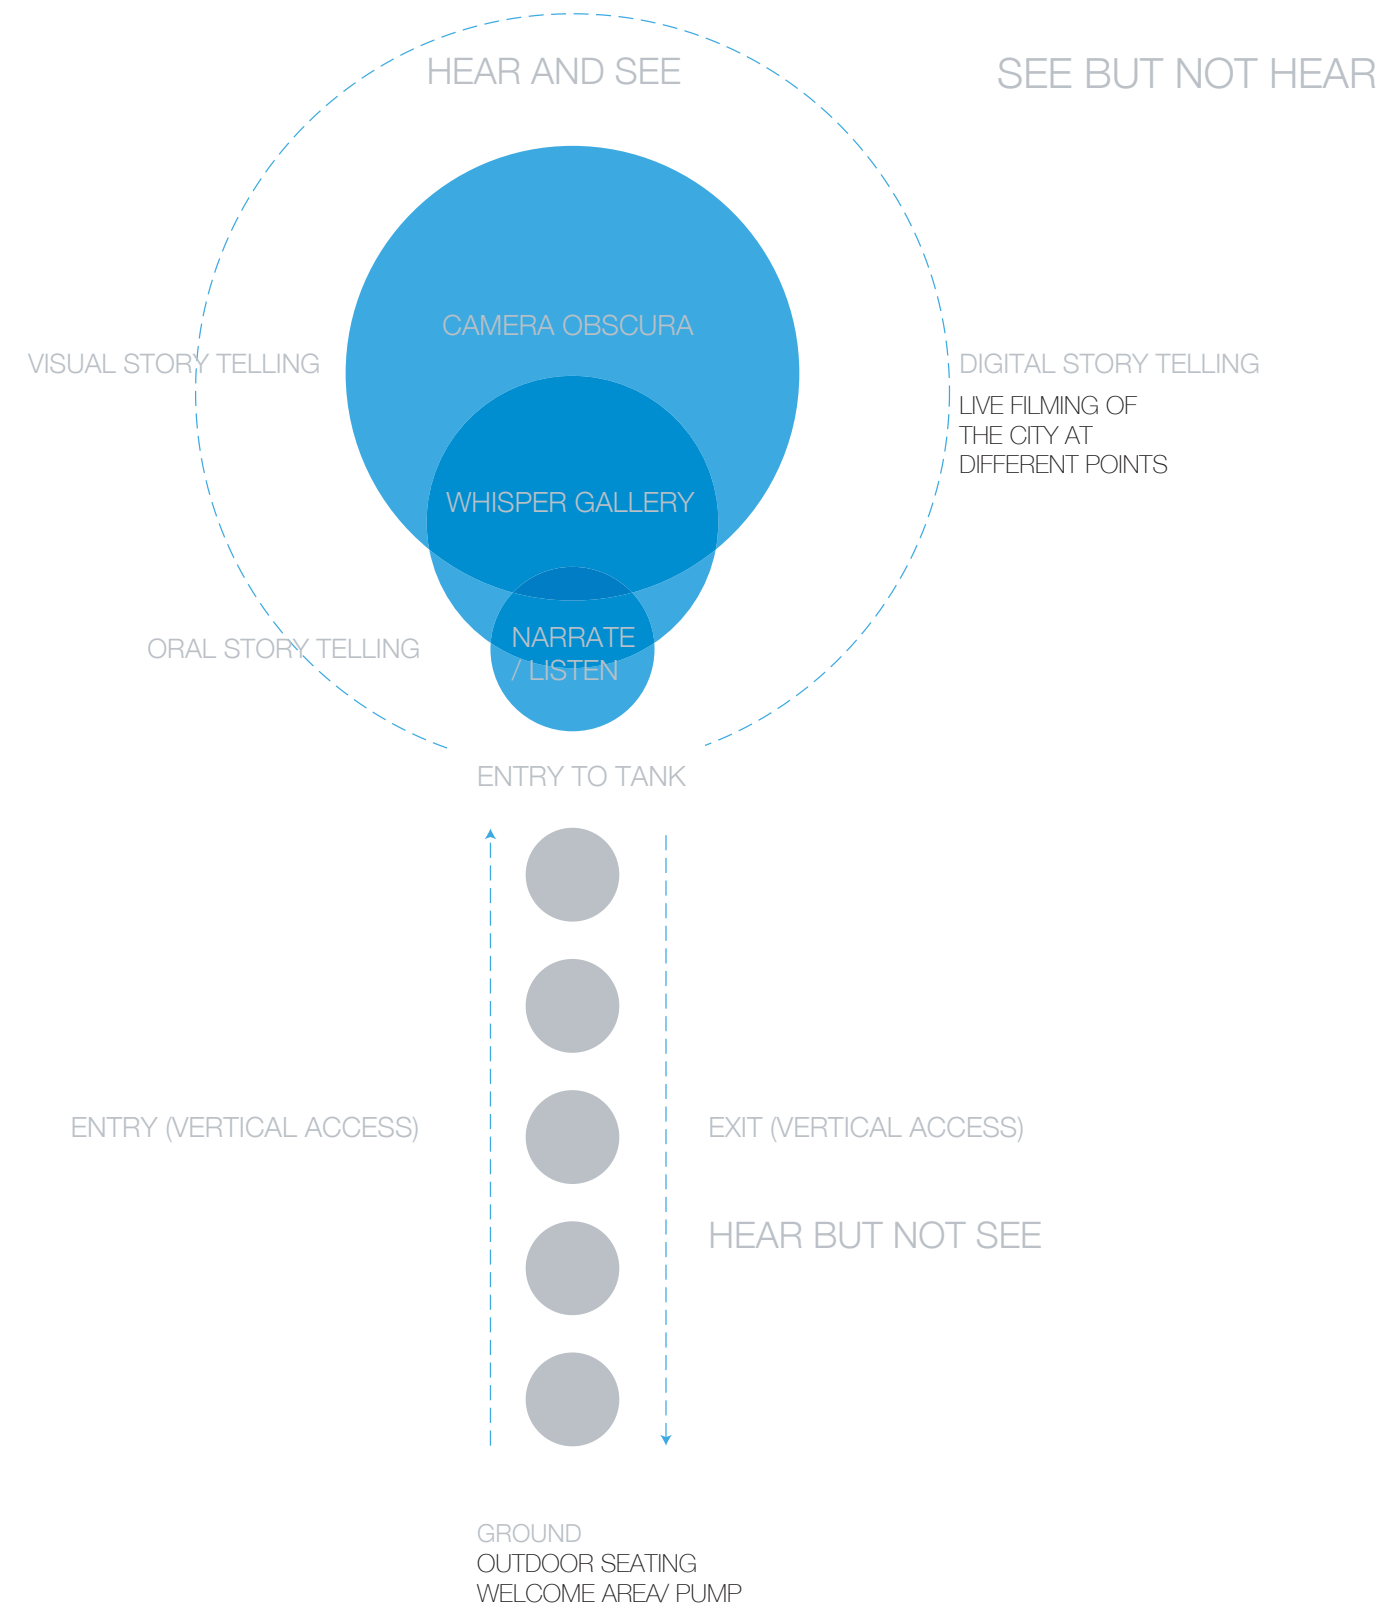 HEAR AND SEE
SEE BUT NOT HEAR
CAMERA OBSCURA
VISUAL STORY TELLING
DIGITAL STORY TELLING
LIVE FILMING OF
THE CITY AT
DIFFERENT POINTS
WHISPER GALLERY
ORAL STORY TELLING
NARRATE
/ LISTEN
ENTRY TO TANK
ENTRY (VERTICAL ACCESS)
EXIT (VERTICAL ACCESS)
HEAR BUT NOT SEE
GROUND
OUTDOOR SEATING
WELCOME AREA/ PUMP